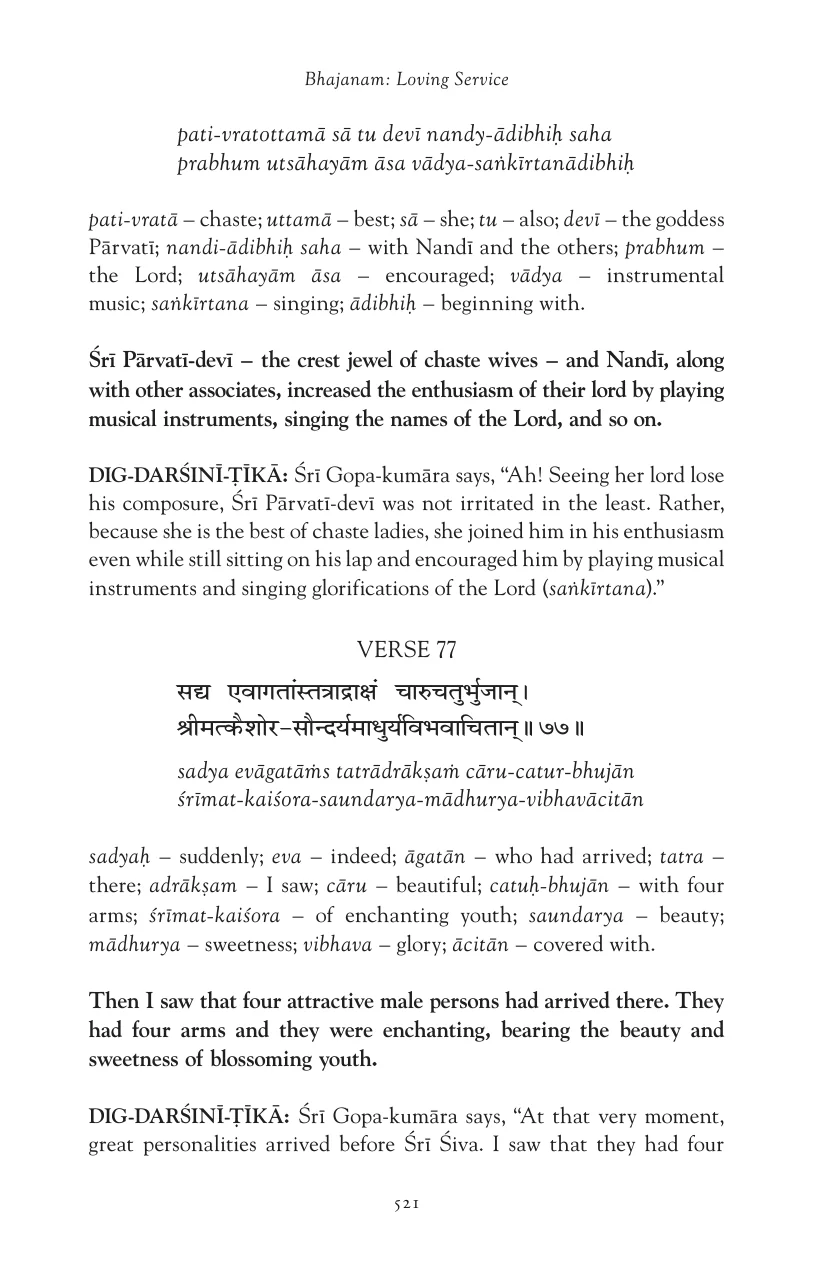 Bhajanam: Loving Service
pati-vratottamā sā tu devī nandy-ādibhiḥ saha
prabhum utsāhayām āsa vādya-saṅkīrtanādibhiḥ
pati-vratā – chaste; uttamā – best; sā – she; tu – also; devī – the goddess
Pārvatī; nandi-ādibhiḥ saha – with Nandī and the others; prabhum –
the Lord; utsāhayām āsa – encouraged; vādya – instrumental
music; saṅkīrtana – singing; ādibhiḥ – beginning with.
Śrī Pārvatī-devī – the crest jewel of chaste wives – and Nandī, along
with other associates, increased the enthusiasm of their lord by playing
musical instruments, singing the names of the Lord, and so on.
DIG-DARŚINĪ-ṬĪKĀ: Śrī Gopa-kumāra says, “Ah! Seeing her lord lose
his composure, Śrī Pārvatī-devī was not irritated in the least. Rather,
because she is the best of chaste ladies, she joined him in his enthusiasm
even while still sitting on his lap and encouraged him by playing musical
instruments and singing glorifications of the Lord (saṅkīrtana).”
VERSE 77
सद्य एवागतांस्तत्राद्राक्षं चारुचतुर्भुजान्।
श्रीमत्कैशोर-सौन्दर्यमाधुर्यविभवाचितान्॥७७॥
sadya evāgatāṁs tatrādrākṣaṁ cāru-catur-bhujān
śrīmat-kaiśora-saundarya-mādhurya-vibhavācitān
sadyaḥ – suddenly; eva – indeed; āgatān – who had arrived; tatra –
there; adrākṣam – I saw; cāru – beautiful; catuḥ-bhujān – with four
arms; śrīmat-kaiśora – of enchanting youth; saundarya – beauty;
mādhurya – sweetness; vibhava – glory; ācitān – covered with.
Then I saw that four attractive male persons had arrived there. They
had four arms and they were enchanting, bearing the beauty and
sweetness of blossoming youth.
DIG-DARŚINĪ-ṬĪKĀ: Śrī Gopa-kumāra says, “At that very moment,
great personalities arrived before Śrī Śiva. I saw that they had four
521